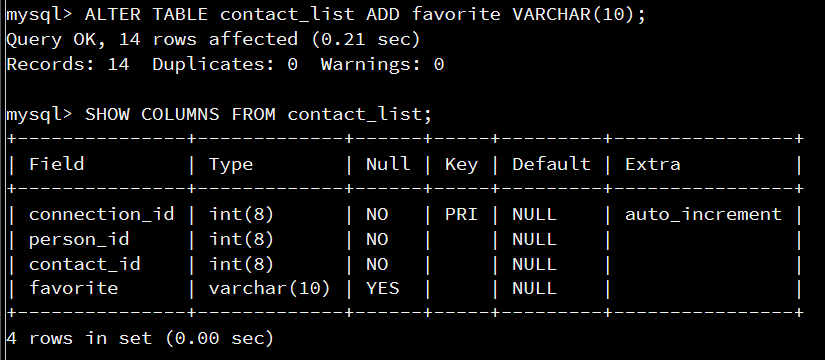 mysql> ALTER TABLE contact_list ADD favorite VARCHAR(10);
Query OK, 14 rows affected (0.21 sec)
Records: 14  Duplicates: 0  Warnings: 0

mysql> SHOW COLUMNS FROM contact_list;
+---------------+-------------+------+-----+---------+----------------+
| Field         | Type        | Null | Key | Default | Extra          |
+---------------+-------------+------+-----+---------+----------------+
| connection_id | int(8)      | NO   | PRI | NULL    | auto_increment |
| person_id     | int(8)      | NO   |     | NULL    |                |
| contact_id    | int(8)      | NO   |     | NULL    |                |
| favorite      | varchar(10) | YES  |     | NULL    |                |
+---------------+-------------+------+-----+---------+----------------+
4 rows in set (0.00 sec)